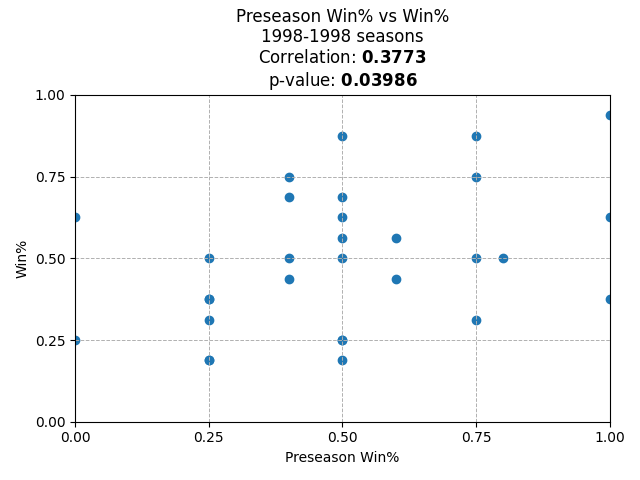 Preseason Win% vs Win%
1998-1998 seasons
Correlation: 0.3773
p-value: 0.03986
1.00
0.75
0.50
0.25
0.00
Win%
0.00 0.25 0.50 0.75 1.00
Preseason Win%